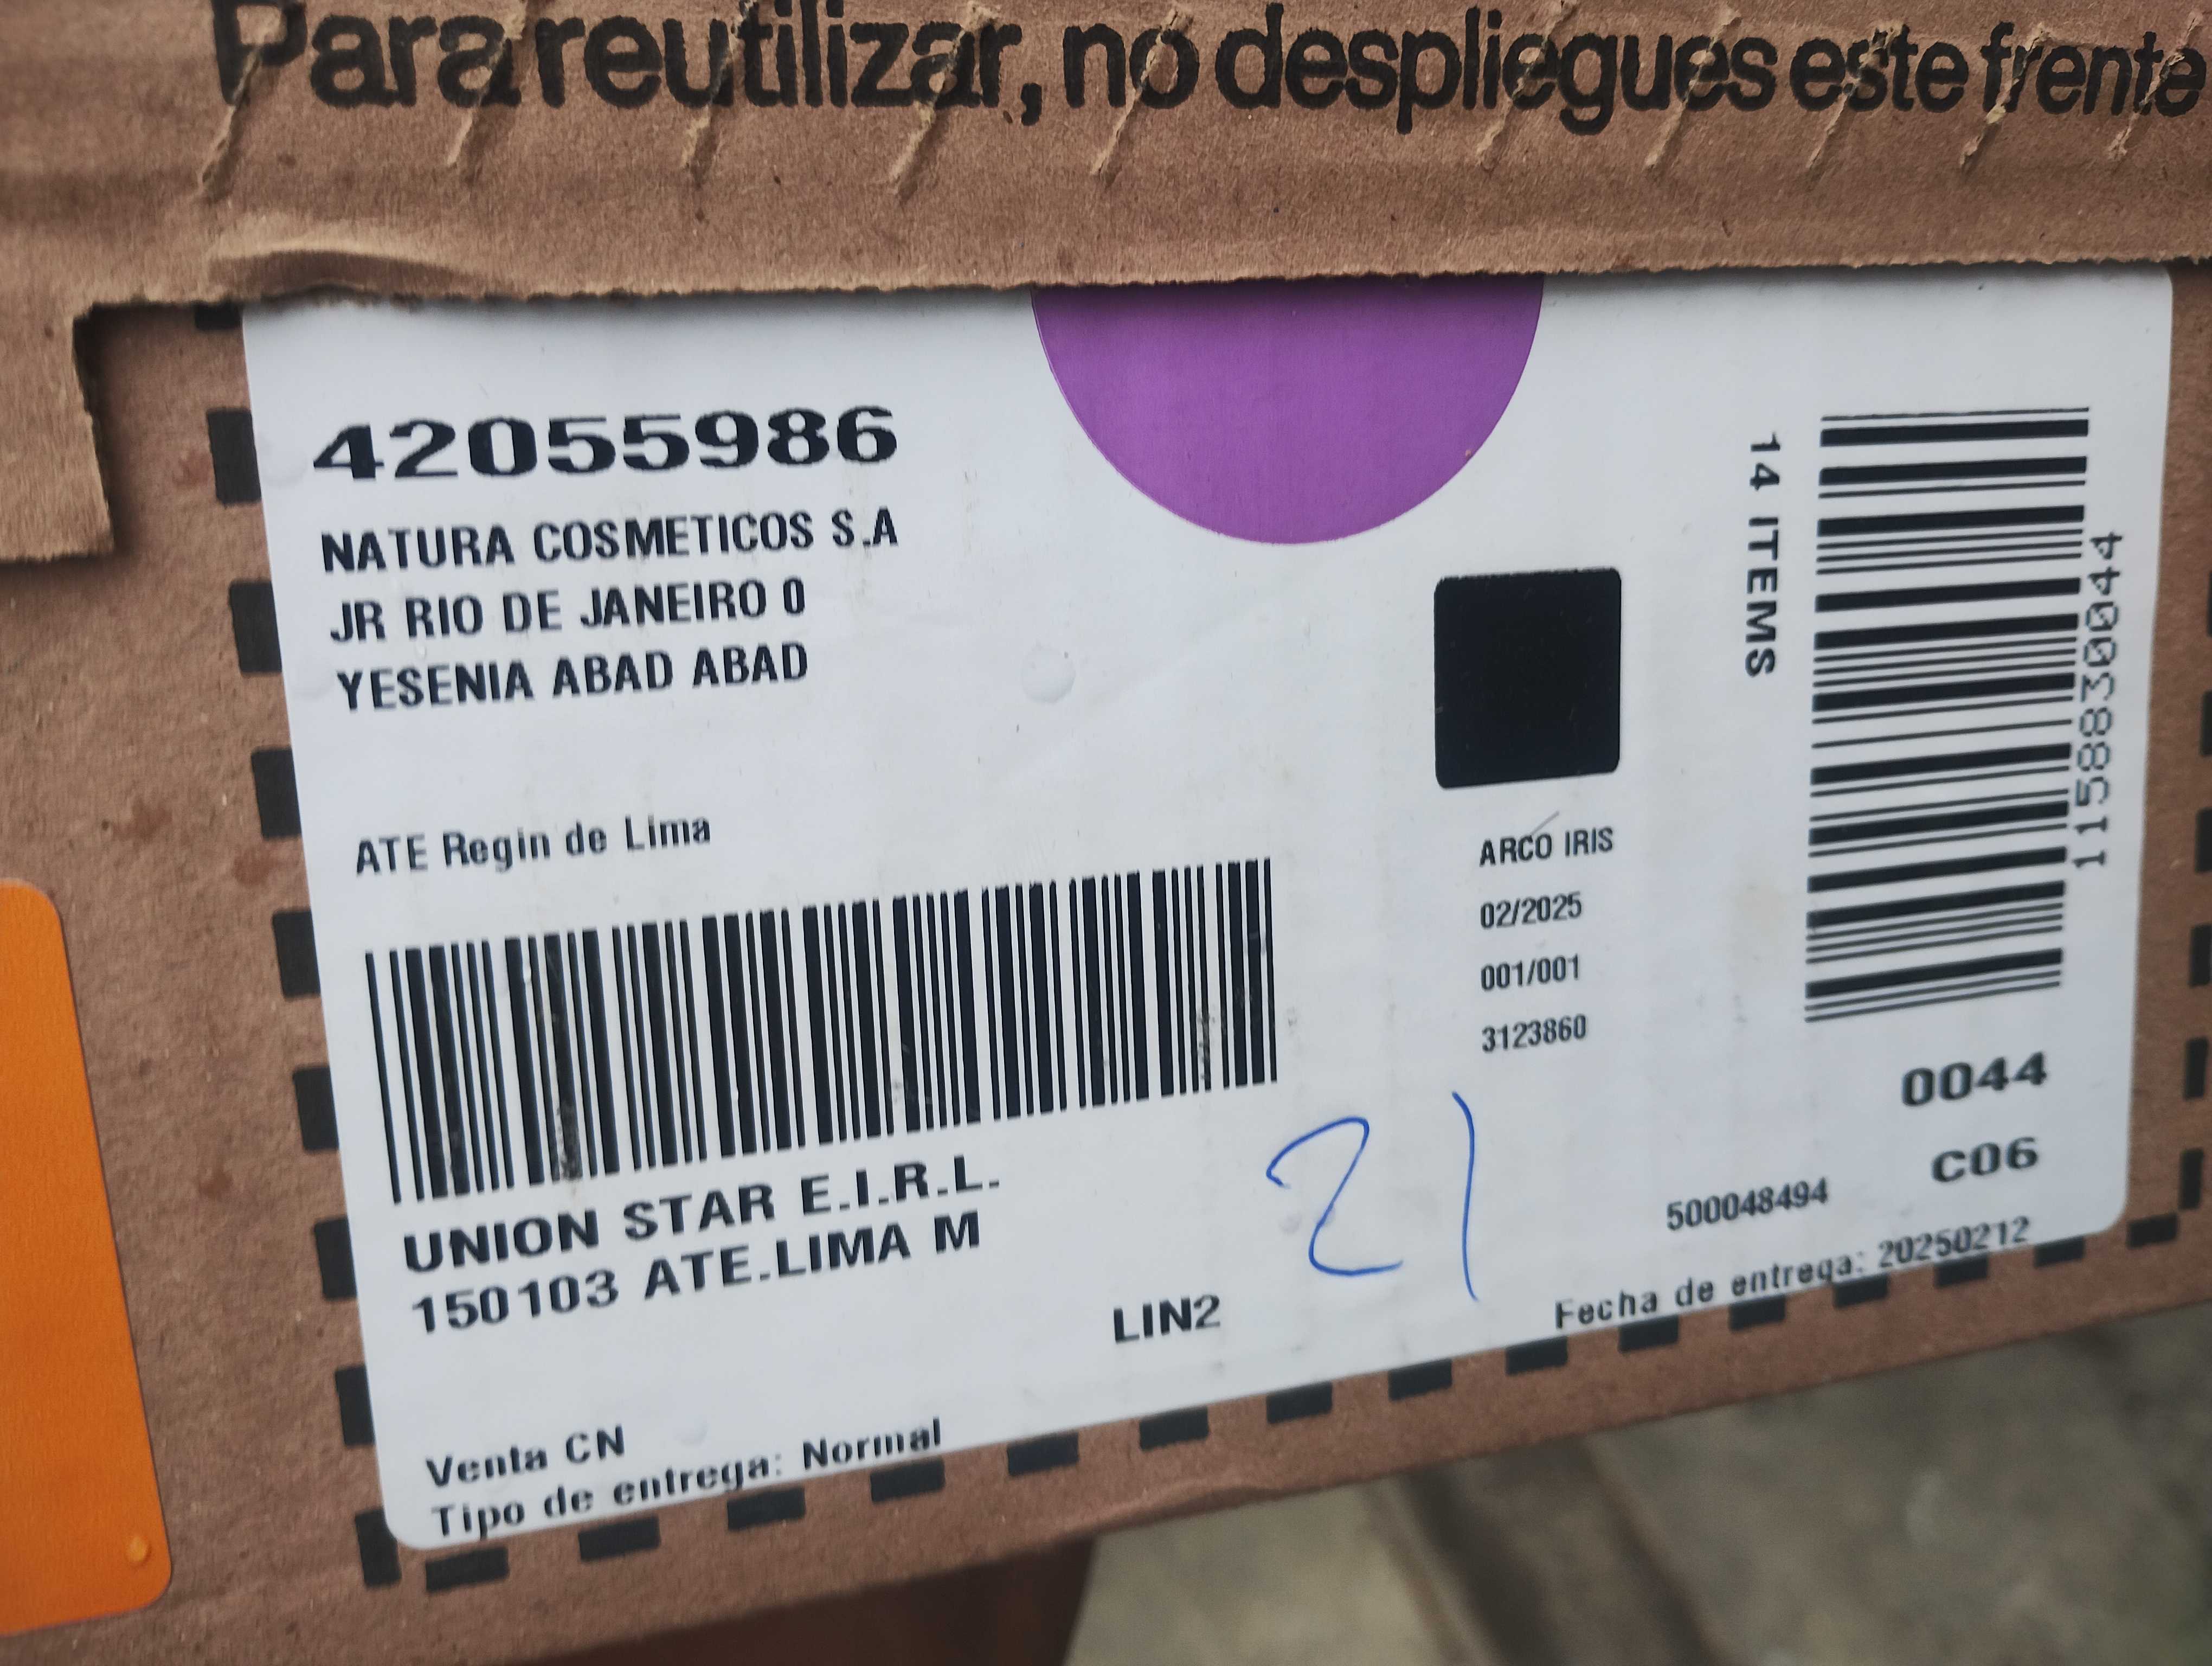 Para reutilizar, no despliegues este frente
42055986
NATURA COSMETICOS S.A
JR RIO DE JANEIRO 0
YESENIA ABAD ABAD
ATE Regin de Lima
UNION STAR E.I.R.L.
150103 ATE.LIMA M
LIN2
Venta CN
Tipo de entrega: Normal
ARCO IRIS
02/2025
001/001
3123860
21
14 ITEMS
1158830044
0044
C06
500048494
Fecha de entrega: 20250212